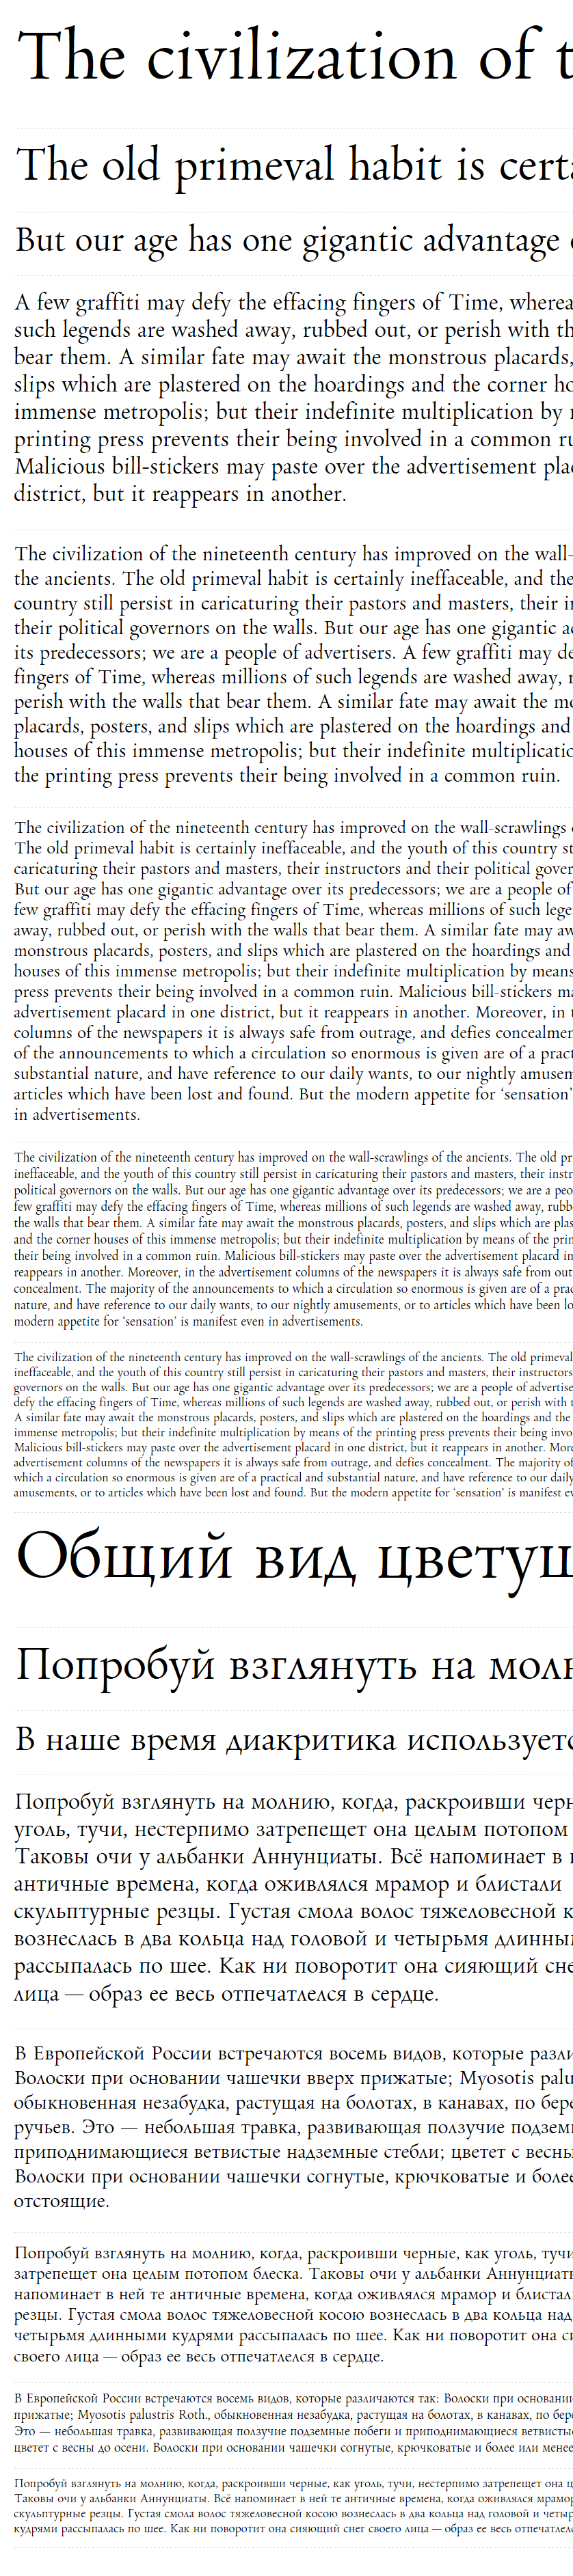 The civilization of t
The old primeval habit is certa
But our age has one gigantic advantage
A few graffiti may defy the effacing fingers of Time, wherea
such legends are washed away, rubbed out, or perish with th
bear them. A similar fate may await the monstrous placards,
slips which are plastered on the hoardings and the corner ho
immense metropolis; but their indefinite multiplication by
printing press prevents their being involved in a common ru
Malicious bill-stickers may paste over the advertisement pla
district, but it reappears in another.
The civilization of the nineteenth century has improved on the wall-
the ancients. The old primeval habit is certainly ineffaceable, and the
country still persist in caricaturing their pastors and masters, their in
their political governors on the walls. But our age has one gigantic ad
its predecessors; we are a people of advertisers. A few graffiti may de
fingers of Time, whereas millions of such legends are washed away, r
perish with the walls that bear them. A similar fate may await the mo
placards, posters, and slips which are plastered on the hoardings and
houses of this immense metropolis; but their indefinite multiplicatio
the printing press prevents their being involved in a common ruin.
The civilization of the nineteenth century has improved on the wall-scrawlings
The old primeval habit is certainly ineffaceable, and the youth of this country st
caricaturing their pastors and masters, their instructors and their political gover
But our age has one gigantic advantage over its predecessors; we are a people of
few graffiti may defy the effacing fingers of Time, whereas millions of such lege
away, rubbed out, or perish with the walls that bear them. A similar fate may aw
monstrous placards, posters, and slips which are plastered on the hoardings and
houses of this immense metropolis; but their indefinite multiplication by means
press prevents their being involved in a common ruin. Malicious bill-stickers ma
advertisement placard in one district, but it reappears in another. Moreover, in t
columns of the newspapers it is always safe from outrage, and defies concealmen
of the announcements to which a circulation so enormous is given are of a pract
substantial nature, and have reference to our daily wants, to our nightly amusem
articles which have been lost and found. But the modern appetite for ‘sensation’
in advertisements.
The civilization of the nineteenth century has improved on the wall-scrawlings of the ancients. The old pr
ineffaceable, and the youth of this country still persist in caricaturing their pastors and masters, their instr
political governors on the walls. But our age has one gigantic advantage over its predecessors; we are a peo
few graffiti may defy the effacing fingers of Time, whereas millions of such legends are washed away, rubb
the walls that bear them. A similar fate may await the monstrous placards, posters, and slips which are plas
and the corner houses of this immense metropolis; but their indefinite multiplication by means of the prin
their being involved in a common ruin. Malicious bill-stickers may paste over the advertisement placard in
reappears in another. Moreover, in the advertisement columns of the newspapers it is always safe from out
concealment. The majority of the announcements to which a circulation so enormous is given are of a prac
nature, and have reference to our daily wants, to our nightly amusements, or to articles which have been lo
modern appetite for ‘sensation’ is manifest even in advertisements.
The civilization of the nineteenth century has improved on the wall-scrawlings of the ancients. The old primeval
ineffaceable, and the youth of this country still persist in caricaturing their pastors and masters, their instructors
governors on the walls. But our age has one gigantic advantage over its predecessors; we are a people of advertise
defy the effacing fingers of Time, whereas millions of such legends are washed away, rubbed out, or perish with t
A similar fate may await the monstrous placards, posters, and slips which are plastered on the hoardings and the
immense metropolis; but their indefinite multiplication by means of the printing press prevents their being invo
Malicious bill-stickers may paste over the advertisement placard in one district, but it reappears in another. More
advertisement columns of the newspapers it is always safe from outrage, and defies concealment. The majority of
which a circulation so enormous is given are of a practical and substantial nature, and have reference to our daily
amusements, or to articles which have been lost and found. But the modern appetite for ‘sensation’ is manifest ev
Общий вид цветущ
Попробуй взглянуть на молн
В наше время диакритика используетс
Попробуй взглянуть на молнию, когда, раскроивши черн
уголь, тучи, нестерпимо затрепещет она целым потопом
Таковы очи у альбанки Аннунциаты. Всё напоминает в н
античные времена, когда оживлялся мрамор и блистали
скульптурные резцы. Густая смола волос тяжеловесной к
вознеслась в два кольца над головой и четырьмя длинны
рассыпалась по шее. Как ни поворотит она сияющий сне
лица — образ ее весь отпечатлелся в сердце.
В Европейской России встречаются восемь видов, которые разли
Волоски при основании чашечки вверх прижатые; Myosotis palu
обыкновенная незабудка, растущая на болотах, в канавах, по бере
ручьев. Это — небольшая травка, развивающая ползучие подзем
приподнимающиеся ветвистые надземные стебли; цветет с весны
Волоски при основании чашечки согнутые, крючковатые и более
отстоящие.
Попробуй взглянуть на молнию, когда, раскроивши черные, как уголь, тучи
затрепещет она целым потопом блеска. Таковы очи у альбанки Аннунциаты
напоминает в ней те античные времена, когда оживлялся мрамор и блистал
резцы. Густая смола волос тяжеловесной косою вознеслась в два кольца над
четырьмя длинными кудрями рассыпалась по шее. Как ни поворотит она си
своего лица — образ ее весь отпечатлелся в сердце.
В Европейской России встречаются восемь видов, которые различаются так: Волоски при основани
прижатые; Myosotis palustris Roth., обыкновенная незабудка, растущая на болотах, в канавах, по бер
Это — небольшая травка, развивающая ползучие подземные побеги и приподнимающиеся ветвисты
цветет с весны до осени. Волоски при основании чашечки согнутые, крючковатые и более или менее
Попробуй взглянуть на молнию, когда, раскроивши черные, как уголь, тучи, нестерпимо затрепещет она ц
Таковы очи у альбанки Аннунциаты. Всё напоминает в ней те античные времена, когда оживлялся мрамор
скульптурные резцы. Густая смола волос тяжеловесной косою вознеслась в два кольца над головой и четыр
кудрями рассыпалась по шее. Как ни поворотит она сияющий снег своего лица — образ ее весь отпечатлелс